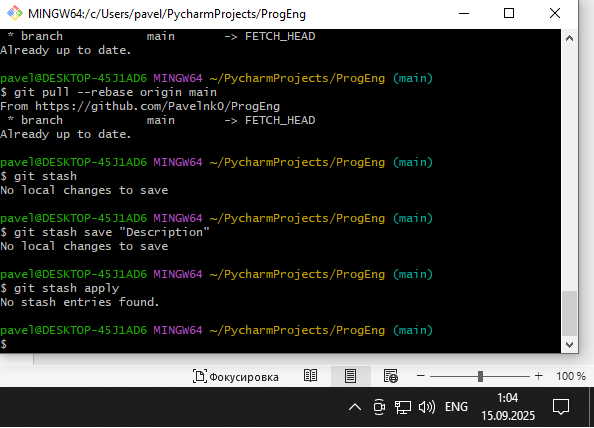 MINGW64:/c/Users/pavel/PycharmProjects/ProgEng
* branch            main       -> FETCH_HEAD
Already up to date.
pavel@DESKTOP-45J1AD6 MINGW64 ~/PycharmProjects/ProgEng (main)
$ git pull --rebase origin main
From https://github.com/Pavelnk0/ProgEng
* branch            main       -> FETCH_HEAD
Already up to date.
pavel@DESKTOP-45J1AD6 MINGW64 ~/PycharmProjects/ProgEng (main)
$ git stash
No local changes to save
pavel@DESKTOP-45J1AD6 MINGW64 ~/PycharmProjects/ProgEng (main)
$ git stash save "Description"
No local changes to save
pavel@DESKTOP-45J1AD6 MINGW64 ~/PycharmProjects/ProgEng (main)
$ git stash apply
No stash entries found.
pavel@DESKTOP-45J1AD6 MINGW64 ~/PycharmProjects/ProgEng (main)
$
Фокусировка
100 %
ENG
1:04
15.09.2025